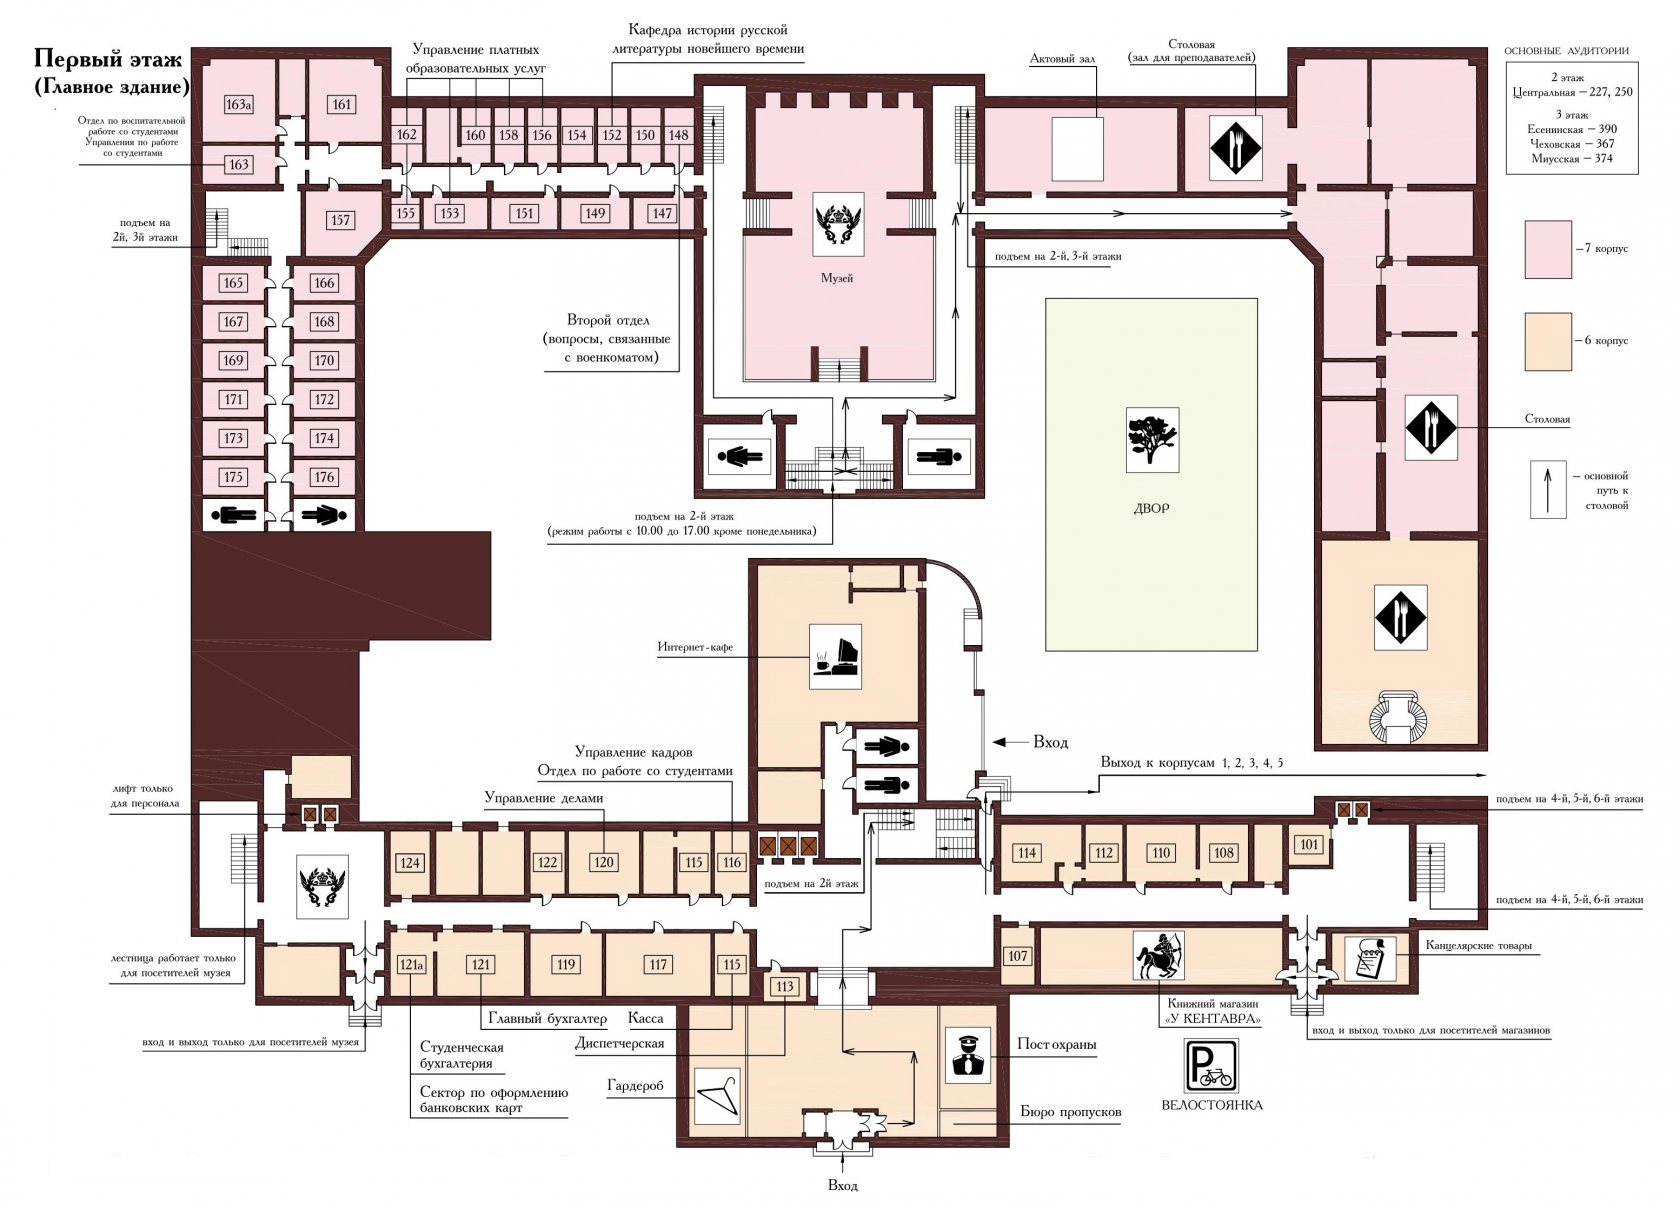 Первый этаж
(Главное здание)
Управление платных
образовательных услуг
Кафедра истории русской
литературы новейшего времени
Актовый зал
Столовая
(зал для преподавателей)
ОСНОВНЫЕ АУДИТОРИИ
2 этаж
Центральная – 227, 250
3 этаж
Есенинская – 390
Чеховская – 367
Миусская – 374
Отдел по воспитательной
работе со студентами
Управления по работе
со студентами
163а
161
162
160
158
156
154
152
150
148
163
157
155
153
151
149
147
подъем на
2й, 3й этажи
подъем на 2-й, 3-й этажи
– 7 корпус
Музей
165
166
167
168
169
170
171
172
173
174
175
176
Второй отдел
(вопросы, связанные
с военкоматом)
– 6 корпус
Столовая
ДВОР
– основной
путь к
столовой
подъем на 2-й этаж
(режим работы с 10.00 до 17.00 кроме понедельника)
Интернет-кафе
Вход
Выход к корпусам 1, 2, 3, 4, 5
Управление кадров
Отдел по работе со студентами
Управление делами
лифт только
для персонала
подъем на 4-й, 5-й, 6-й этажи
124
122
120
115
116
114
112
110
108
101
подъем на 2й этаж
подъем на 4-й, 5-й, 6-й этажи
лестница работает только
для посетителей музея
121а
121
119
117
115
113
107
Канцелярские товары
Главный бухгалтер
Касса
Диспетчерская
Книжний магазин
«У КЕНТАВРА»
вход и выход только для посетителей музея
вход и выход только для посетителей магазинов
Студенческая
бухгалтерия
Сектор по оформлению
банковских карт
Гардероб
Пост охраны
Бюро пропусков
P
ВЕЛОСТОЯНКА
Вход